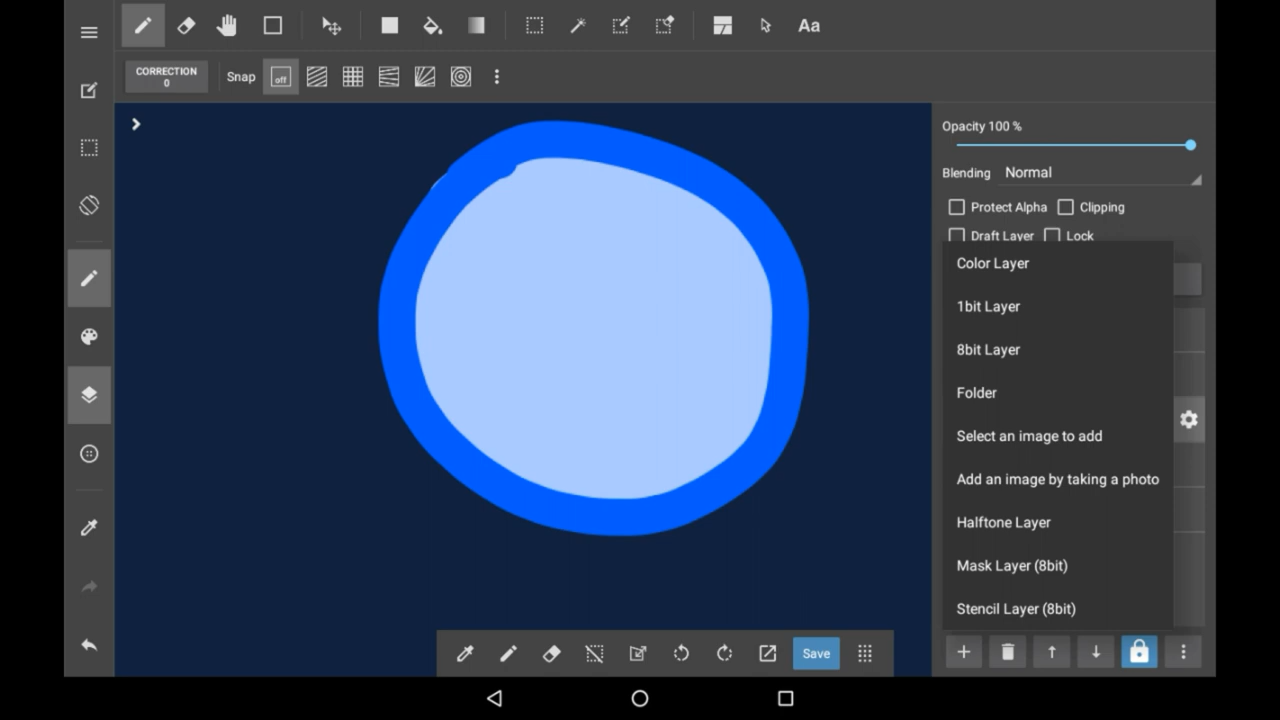 Aa
CORRECTION
0
Snap
off
Opacity 100 %
Blending Normal
Protect Alpha Clipping
Draft Layer Lock
Color Layer
1bit Layer
8bit Layer
Folder
Select an image to add
Add an image by taking a photo
Halftone Layer
Mask Layer (8bit)
Stencil Layer (8bit)
Save